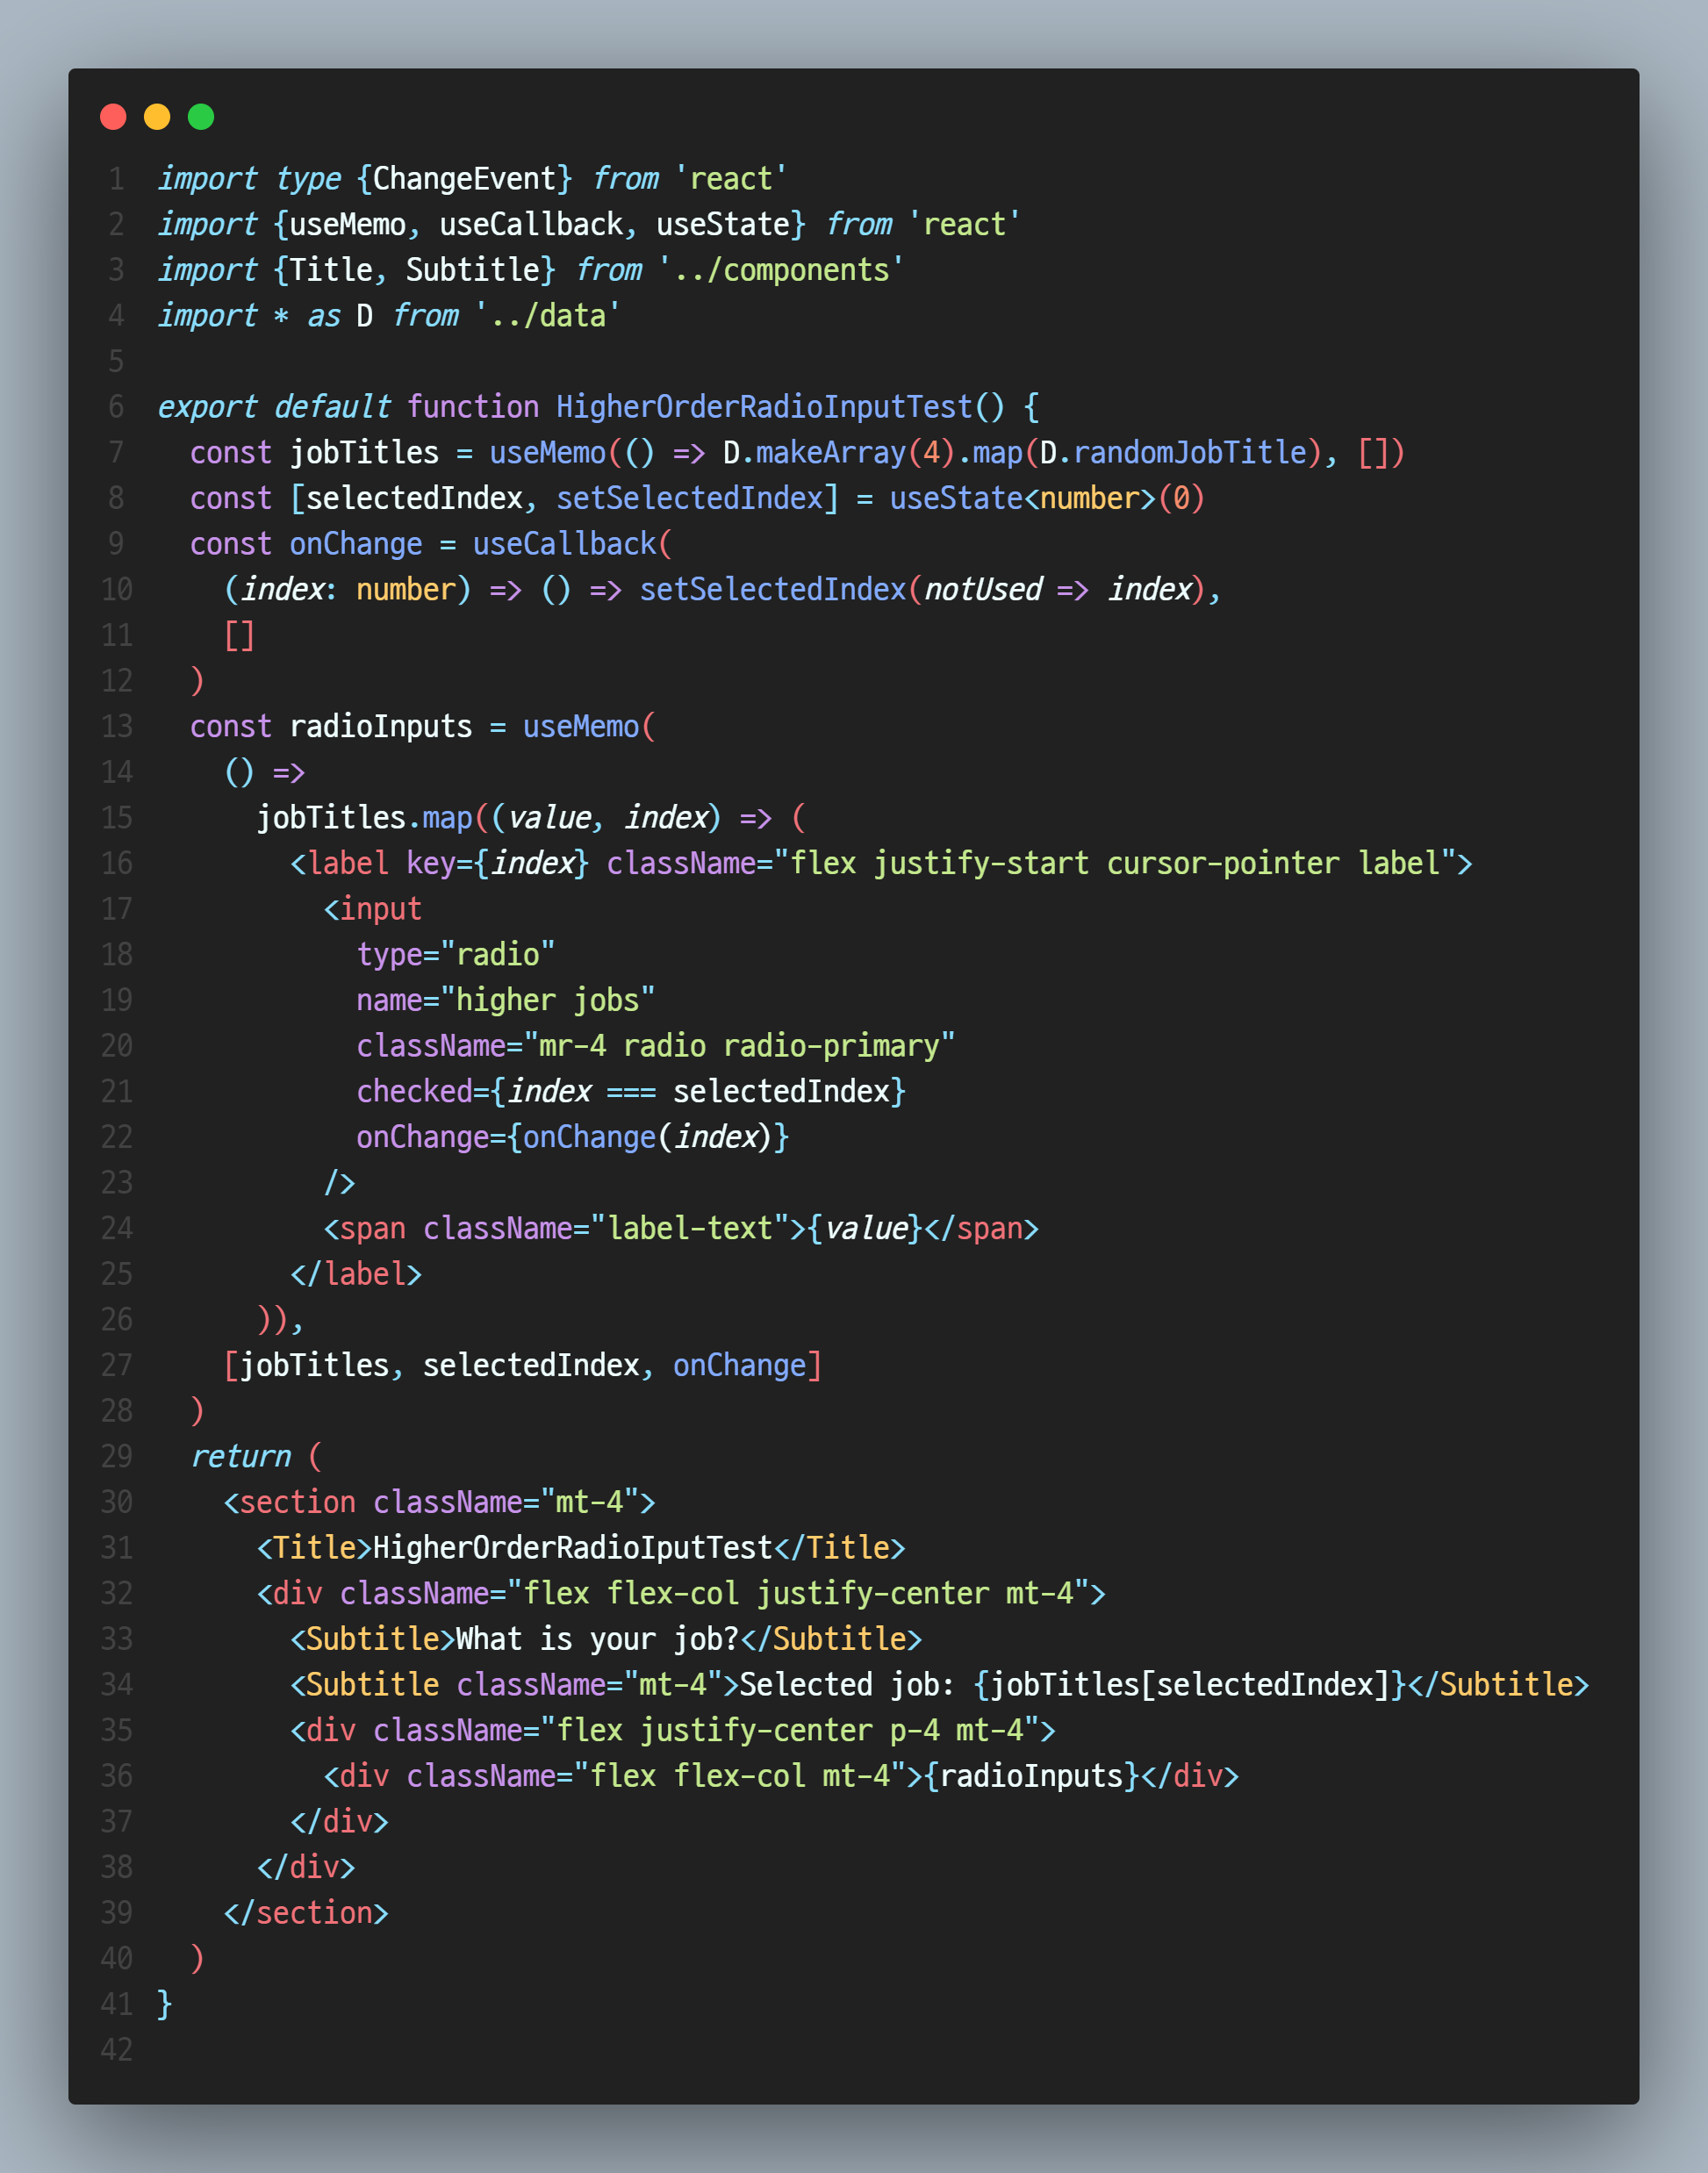 1 import type {ChangeEvent} from 'react'
2 import {useMemo, useCallback, useState} from 'react'
3 import {Title, Subtitle} from '../components'
4 import * as D from '../data'
5
6 export default function HigherOrderRadioInputTest() {
7   const jobTitles = useMemo(() => D.makeArray(4).map(D.randomJobTitle), [])
8   const [selectedIndex, setSelectedIndex] = useState<number>(0)
9   const onChange = useCallback(
10     (index: number) => () => setSelectedIndex(notUsed => index),
11     []
12   )
13   const radioInputs = useMemo(
14     () =>
15       jobTitles.map((value, index) => (
16         <label key={index} className="flex justify-start cursor-pointer label">
17           <input
18             type="radio"
19             name="higher jobs"
20             className="mr-4 radio radio-primary"
21             checked={index === selectedIndex}
22             onChange={onChange(index)}
23           />
24           <span className="label-text">{value}</span>
25         </label>
26       )),
27     [jobTitles, selectedIndex, onChange]
28   )
29   return (
30     <section className="mt-4">
31       <Title>HigherOrderRadioIputTest</Title>
32       <div className="flex flex-col justify-center mt-4">
33         <Subtitle>What is your job?</Subtitle>
34         <Subtitle className="mt-4">Selected job: {jobTitles[selectedIndex]}</Subtitle>
35         <div className="flex justify-center p-4 mt-4">
36           <div className="flex flex-col mt-4">{radioInputs}</div>
37         </div>
38       </div>
39     </section>
40   )
41 }
42